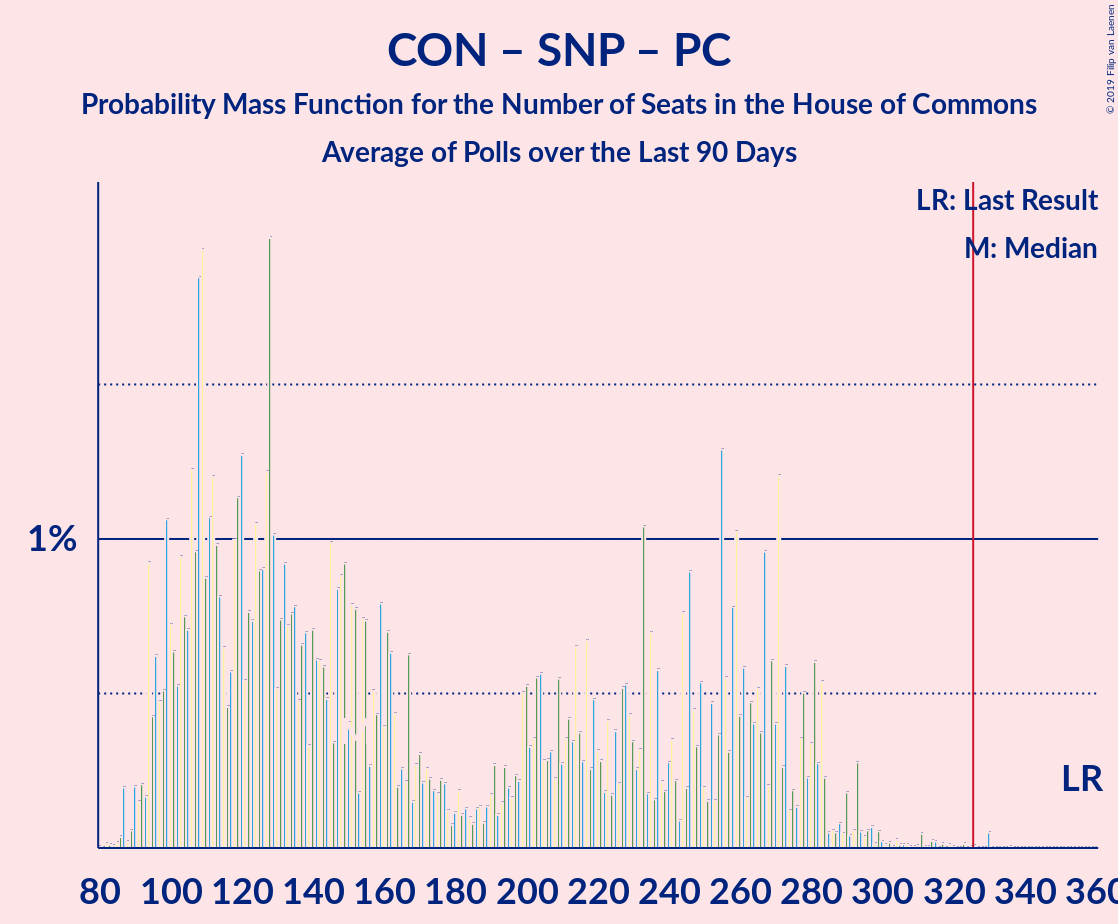 CON – SNP – PC
Probability Mass Function for the Number of Seats in the House of Commons
Average of Polls over the Last 90 Days
© 2019 Filip van Laenen
LR: Last Result
M: Median
1%
M
LR
80 100 120 140 160 180 200 220 240 260 280 300 320 340 360